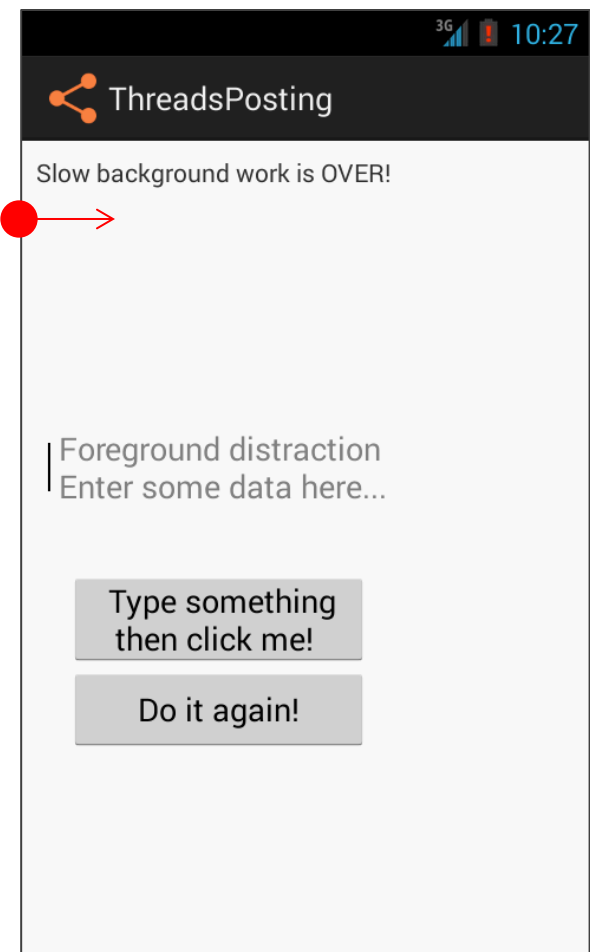 3G 10:27
ThreadsPosting
Slow background work is OVER!
Foreground distraction
Enter some data here...
Type something
then click me!
Do it again!